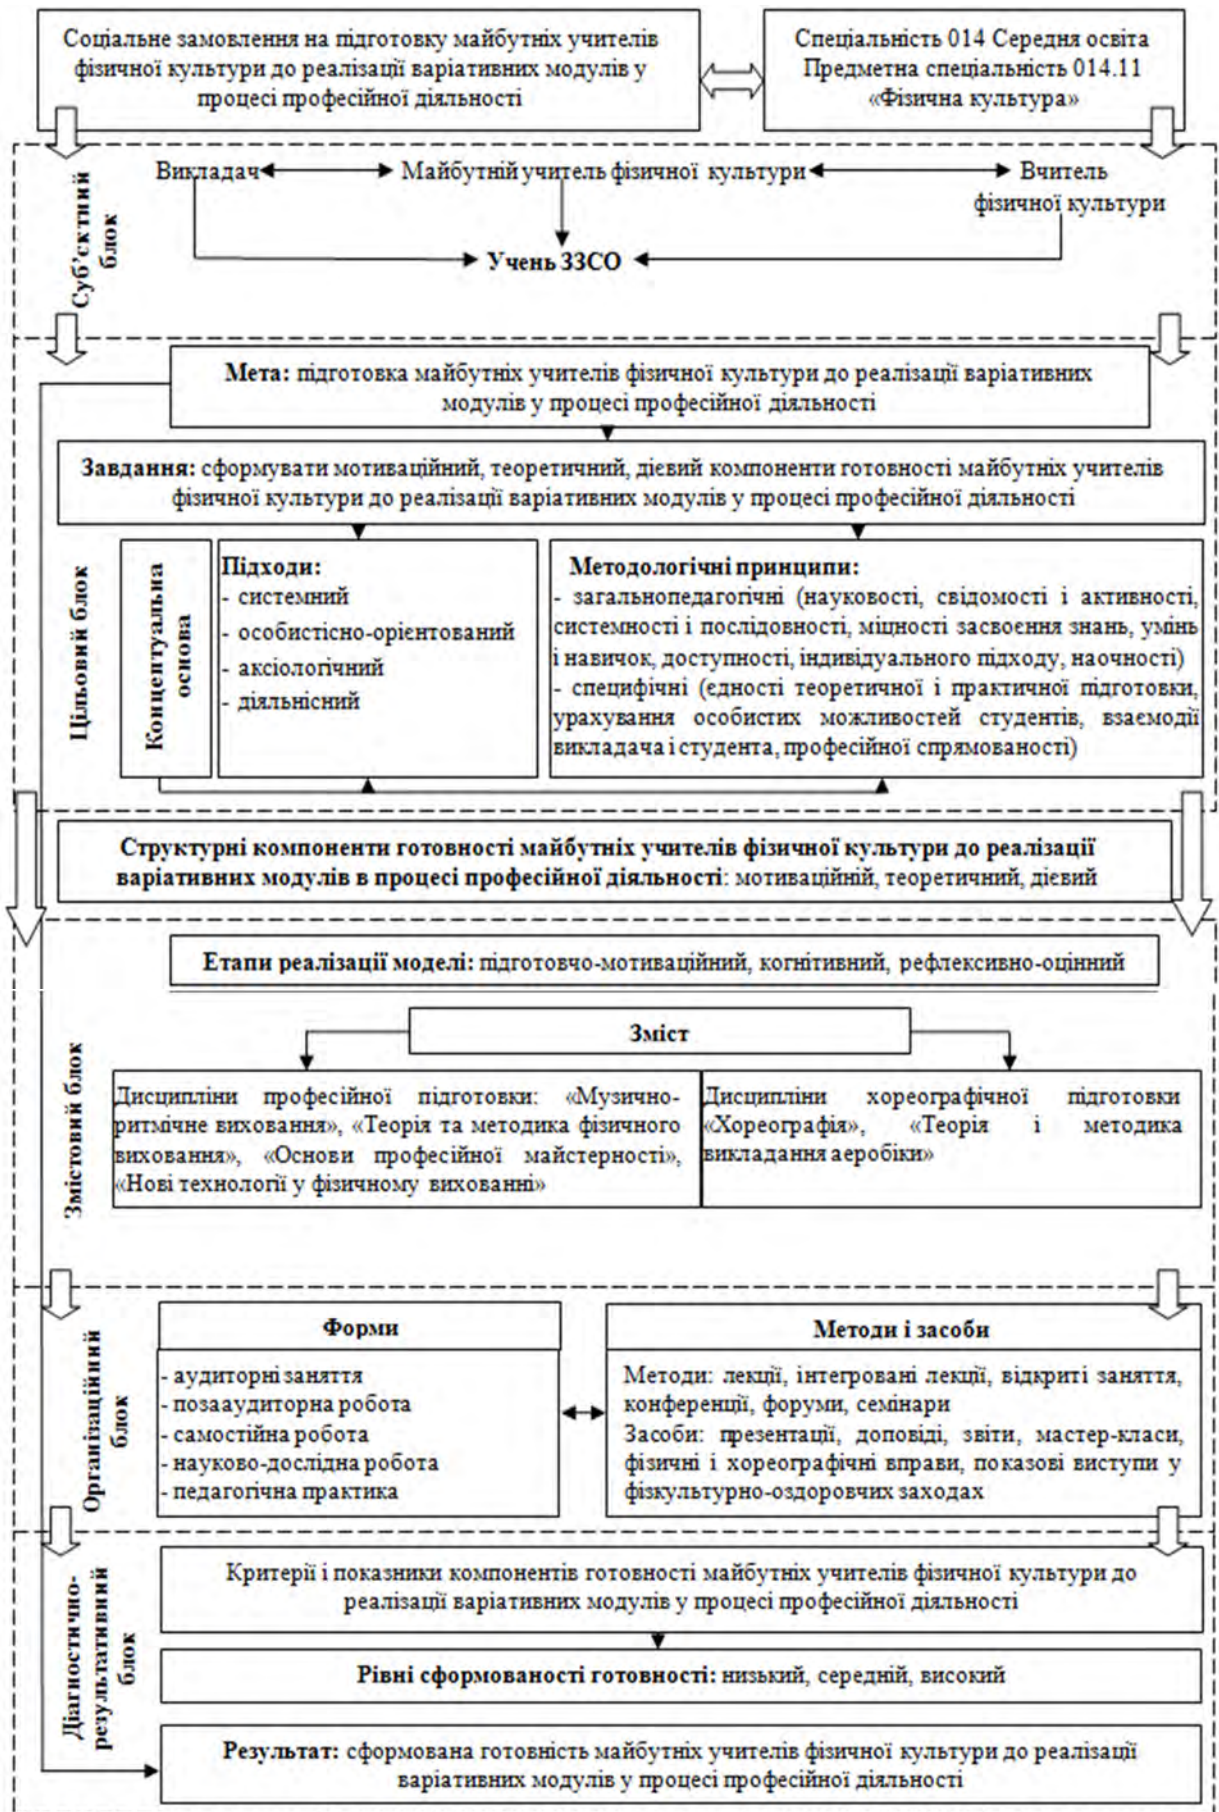 Соціальне замовлення на підготовку майбутніх учителів
фізичної культури до реалізації варіативних модулів у
процесі професійної діяльності
Спеціальність 014 Середня освіта
Предметна спеціальність 014.11
«Фізична культура»
Суб’єктий
блок
Викладач
Майбутній учитель фізичної культури
Вчитель
фізичної культури
Учень ЗЗСО
Цільовий блок
Мета: підготовка майбутніх учителів фізичної культури до реалізації варіативних
модулів у процесі професійної діяльності
Завдання: сформувати мотиваційний, теоретичний, дієвий компоненти готовності майбутніх учителів
фізичної культури до реалізації варіативних модулів у процесі професійної діяльності
Концептуальна
основа
Підходи:
- системний
- особистісно-орієнтований
- аксіологічний
- діяльнісний
Методологічні принципи:
- загальнопедагогічні (науковості, свідомості і активності,
системності і послідовності, міцності засвоєння знань, умінь
і навичок, доступності, індивідуального підходу, наочності)
- специфічні (єдності теоретичної і практичної підготовки,
урахування особистих можливостей студентів, взаємодії
викладача і студента, професійної спрямованості)
Структурні компоненти готовності майбутніх учителів фізичної культури до реалізації
варіативних модулів в процесі професійної діяльності: мотиваційній, теоретичний, дієвий
Змістовий блок
Етапи реалізації моделі: підготовчо-мотиваційний, когнітивний, рефлексивно-оцінний
Зміст
Дисципліни професійної підготовки: «Музично-
ритмічне виховання», «Теорія та методика фізичного
виховання», «Основи професійної майстерності»,
«Нові технології у фізичному вихованні»
Дисципліни хореографічної підготовки
«Хореографія», «Теорія і методика
викладання аеробіки»
Організаційний
блок
Форми
- аудиторні заняття
- позааудиторна робота
- самостійна робота
- науково-дослідна робота
- педагогічна практика
Методи і засоби
Методи: лекції, інтегровані лекції, відкриті заняття,
конференції, форуми, семінари
Засоби: презентації, доповіді, звіти, мастер-класи,
фізичні і хореографічні вправи, показові виступи у
фізкультурно-оздоровчих заходах
Діагностично-
результативний
блок
Критерії і показники компонентів готовності майбутніх учителів фізичної культури до
реалізації варіативних модулів у процесі професійної діяльності
Рівні сформованості готовності: низький, середній, високий
Результат: сформована готовність майбутніх учителів фізичної культури до реалізації
варіативних модулів у процесі професійної діяльності